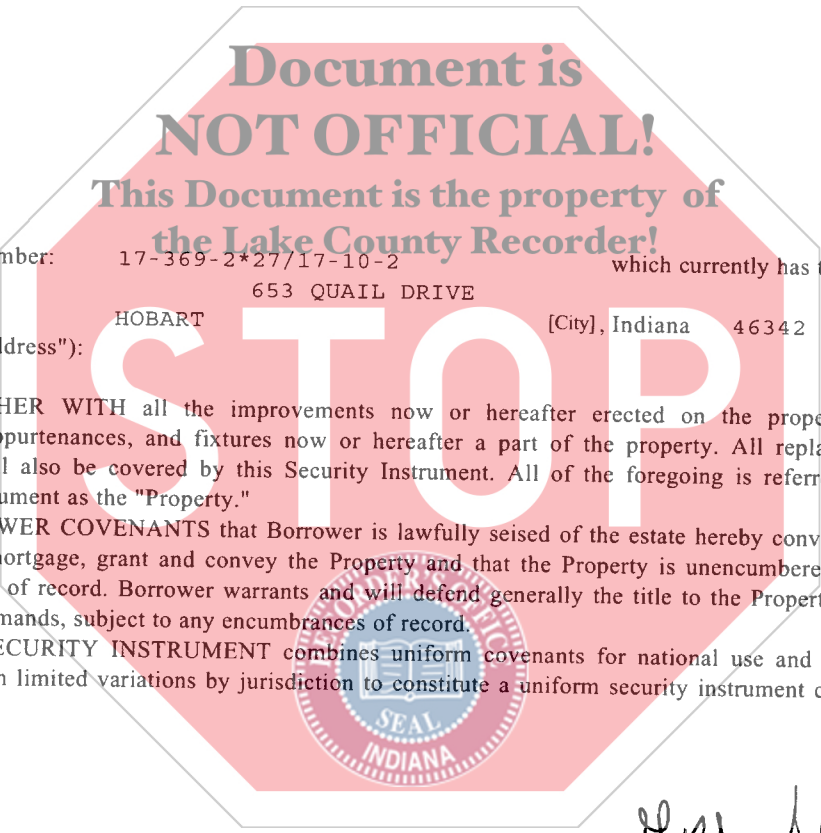 Document is
NOT OFFICIAL!
This Document is the property of
the Lake County Recorder!
mber: 17-369-2*27/17-10-2 which currently has t
653 QUAIL DRIVE
HOBART [City], Indiana 46342
ddress"):
STOP
HER WITH all the improvements now or hereafter erected on the prope
ppurtenances, and fixtures now or hereafter a part of the property. All repla
l also be covered by this Security Instrument. All of the foregoing is referr
ument as the "Property."
WER COVENANTS that Borrower is lawfully seised of the estate hereby conv
mortgage, grant and convey the Property and that the Property is unencumbere
of record. Borrower warrants and will defend generally the title to the Propert
mands, subject to any encumbrances of record.
ECURITY INSTRUMENT combines uniform covenants for national use and
n limited variations by jurisdiction to constitute a uniform security instrument c
RECORDER'S OFFICE
SEAL
INDIANA